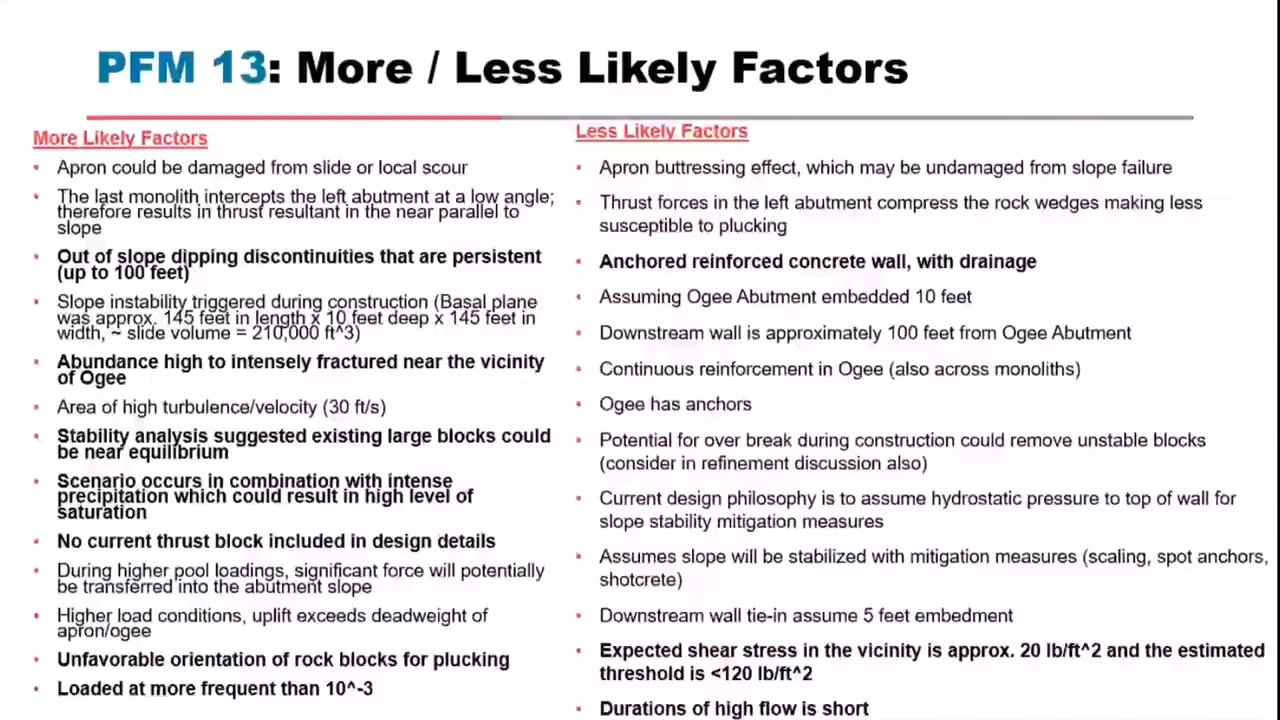 PFM 13: More / Less Likely Factors
More Likely Factors
• Apron could be damaged from slide or local scour
• The last monolith intercepts the left abutment at a low angle;
therefore results in thrust resultant in the near parallel to
slope
• Out of slope dipping discontinuities that are persistent
(up to 100 feet)
• Slope instability triggered during construction (Basal plane
was approx. 145 feet in length x 10 feet deep x 145 feet in
width, ~ slide volume = 210,000 ft^3)
• Abundance high to intensely fractured near the vicinity
of Ogee
• Area of high turbulence/velocity (30 ft/s)
• Stability analysis suggested existing large blocks could
be near equilibrium
• Scenario occurs in combination with intense
precipitation which could result in high level of
saturation
• No current thrust block included in design details
• During higher pool loadings, significant force will potentially
be transferred into the abutment slope
• Higher load conditions, uplift exceeds deadweight of
apron/ogee
• Unfavorable orientation of rock blocks for plucking
• Loaded at more frequent than 10^-3
Less Likely Factors
• Apron buttressing effect, which may be undamaged from slope failure
• Thrust forces in the left abutment compress the rock wedges making less
susceptible to plucking
• Anchored reinforced concrete wall, with drainage
• Assuming Ogee Abutment embedded 10 feet
• Downstream wall is approximately 100 feet from Ogee Abutment
• Continuous reinforcement in Ogee (also across monoliths)
• Ogee has anchors
• Potential for over break during construction could remove unstable blocks
(consider in refinement discussion also)
• Current design philosophy is to assume hydrostatic pressure to top of wall for
slope stability mitigation measures
• Assumes slope will be stabilized with mitigation measures (scaling, spot anchors,
shotcrete)
• Downstream wall tie-in assume 5 feet embedment
• Expected shear stress in the vicinity is approx. 20 lb/ft^2 and the estimated
threshold is <120 lb/ft^2
• Durations of high flow is short